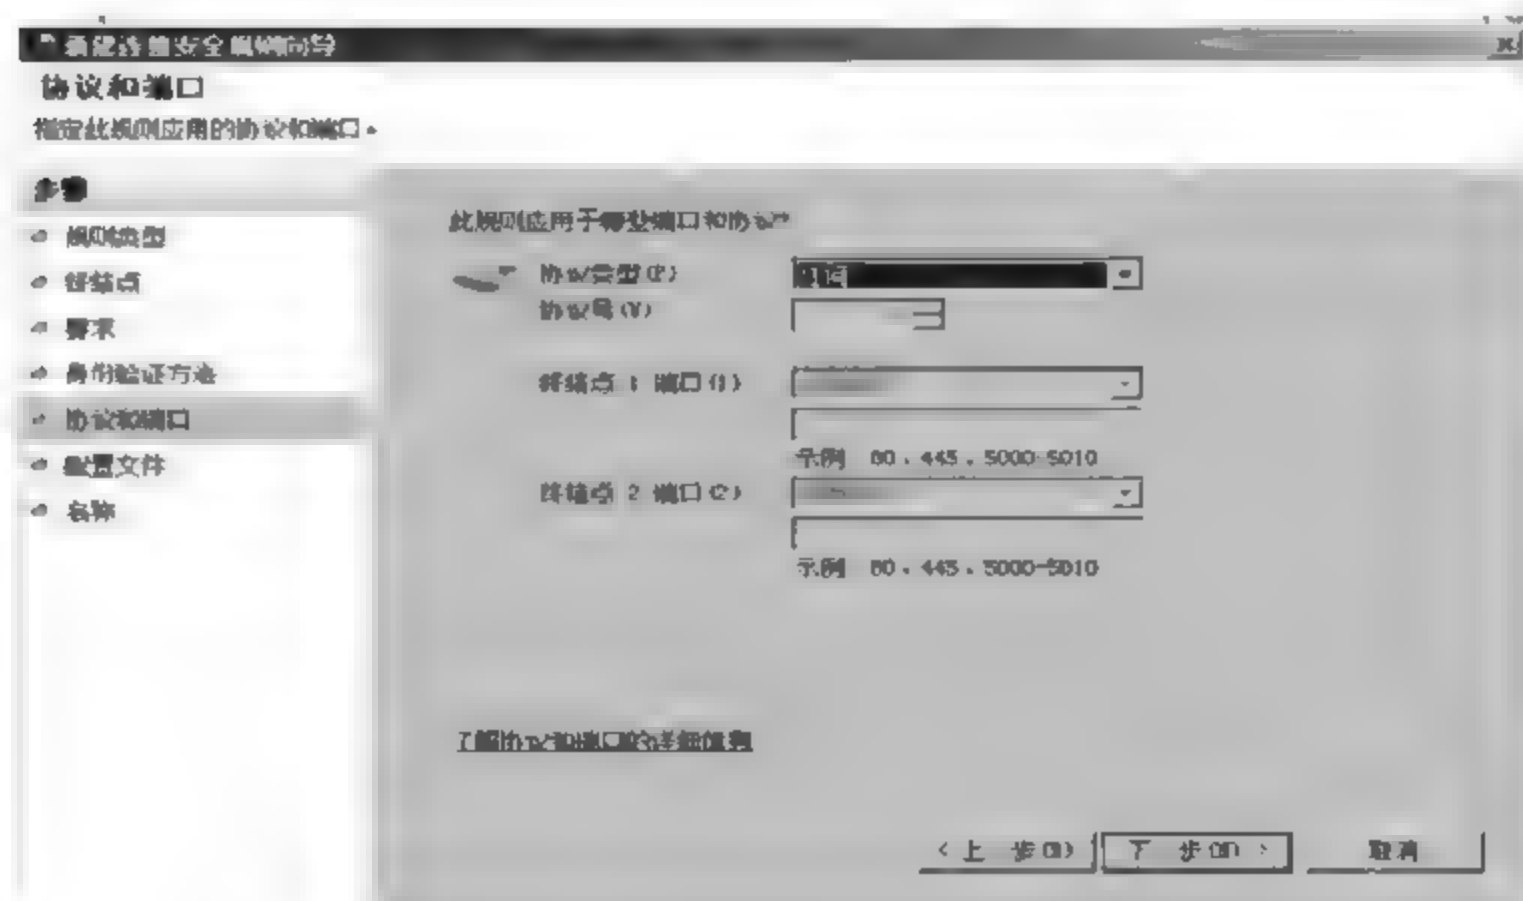 新建连接安全规则向导
协议和端口
指定此规则应用的协议和端口。
步骤
规则类型
终结点
要求
身份验证方法
协议和端口
配置文件
名称
此规则应用于哪些端口和协议?
协议类型(P)
协议号(V)
终结点 1 端口(1)
示例 80、445、5000-5010
终结点 2 端口(2)
示例 80、445、5000-5010
了解协议和端口的详细信息
<上一步(B)
下一步(N) >
取消